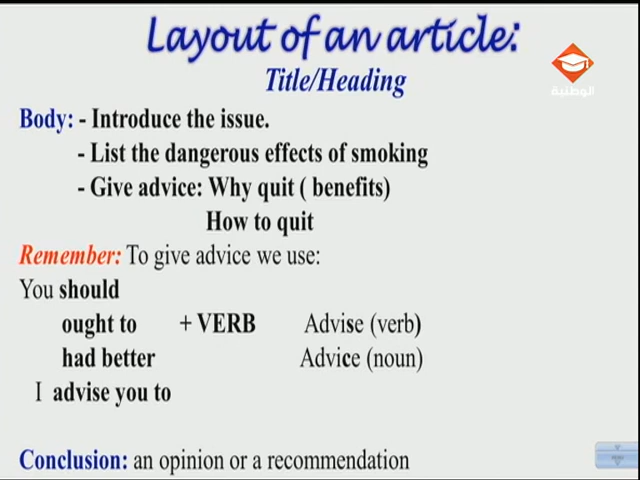 Layout of an article:
Title/Heading
الوطنية
Body: - Introduce the issue.
- List the dangerous effects of smoking
- Give advice: Why quit ( benefits)
How to quit
Remember: To give advice we use:
You should
ought to + VERB Advise (verb)
had better Advice (noun)
I advise you to
Conclusion: an opinion or a recommendation